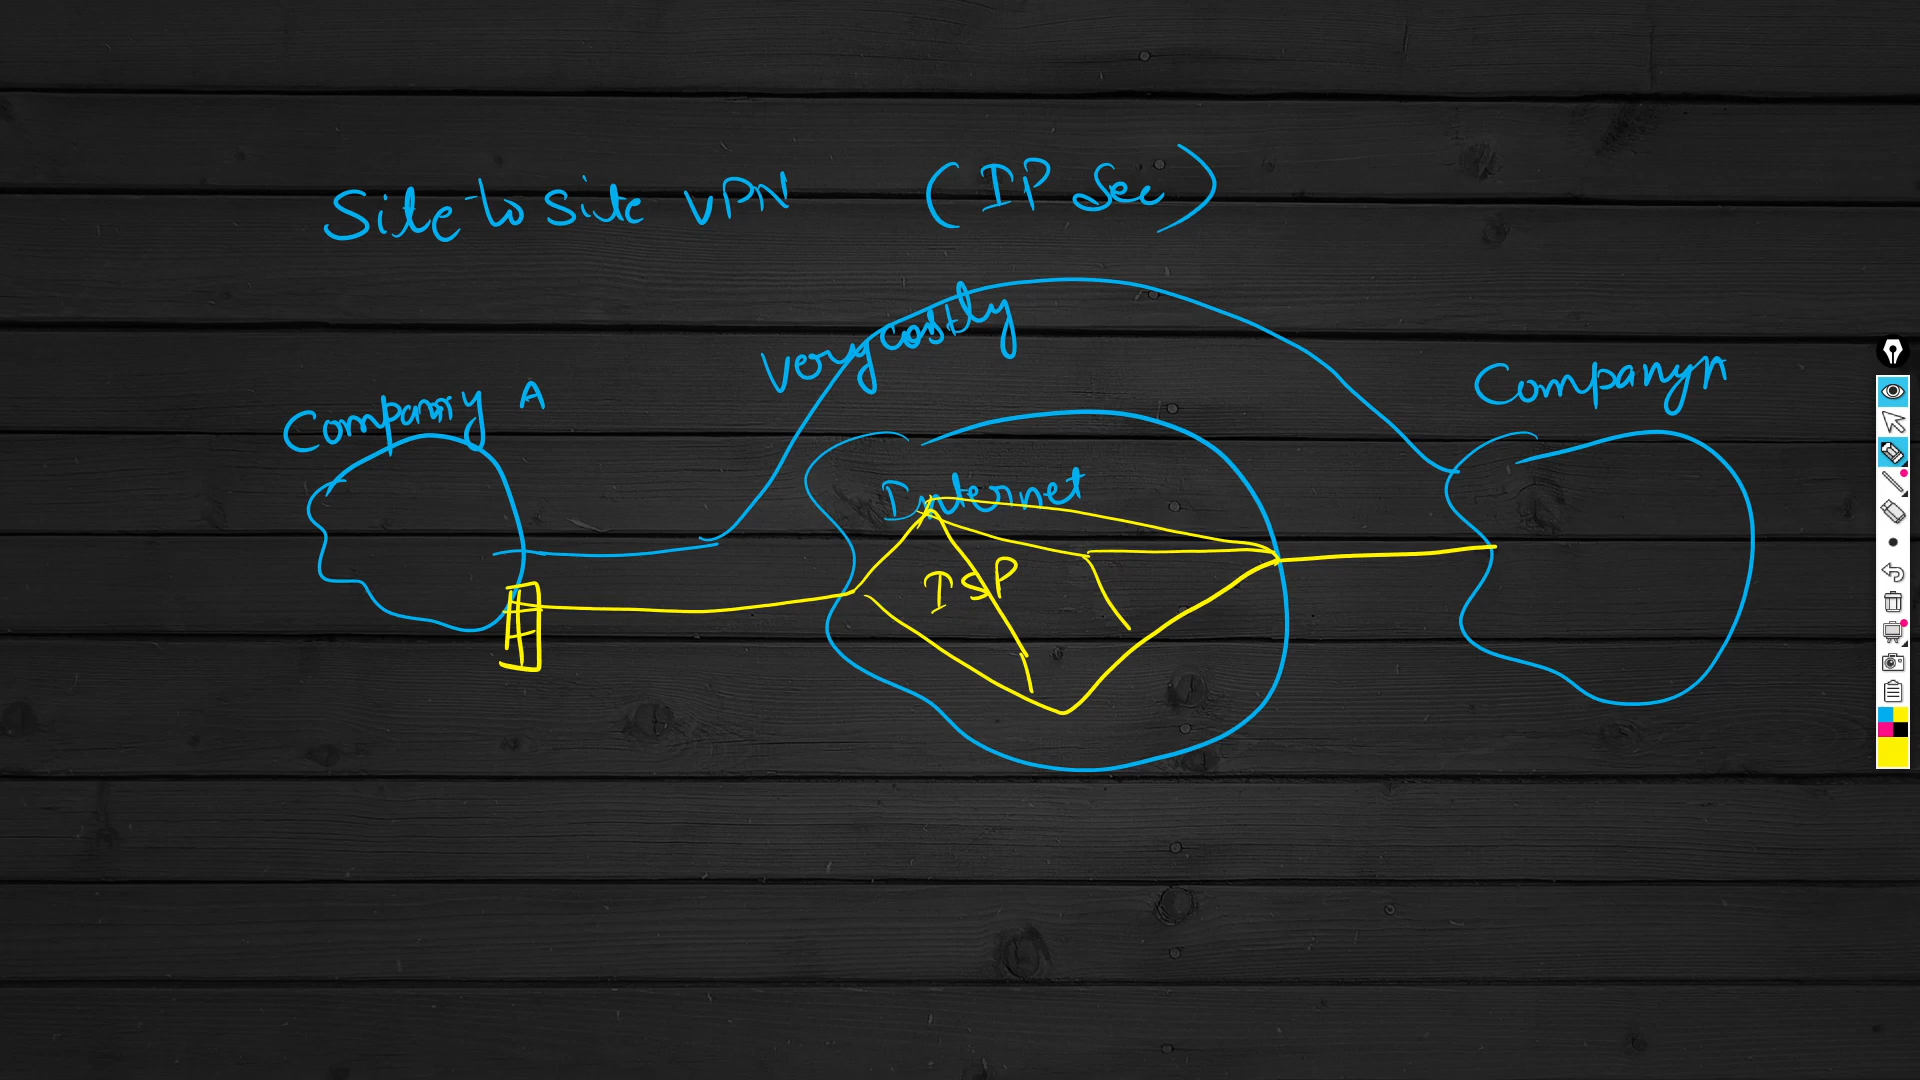 Site to Site VPN (IP Sec)
Very costly
Company A
Company
Internet
ISP